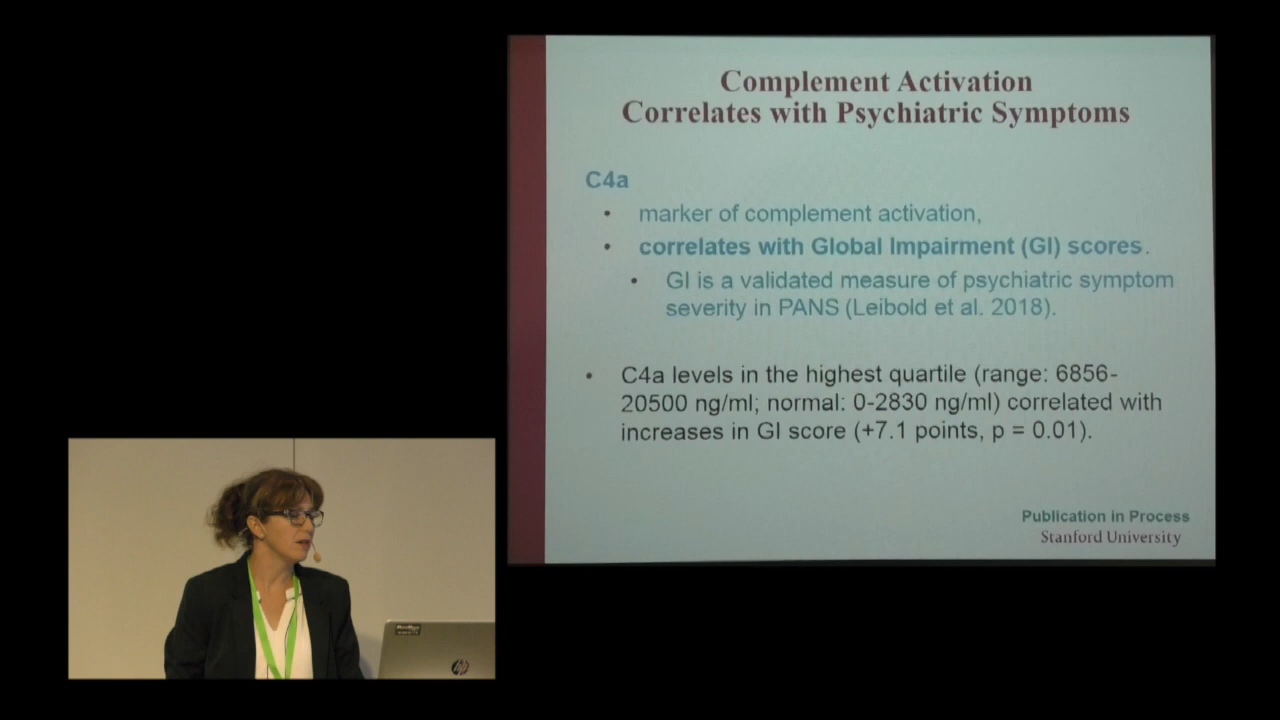 Complement Activation
Correlates with Psychiatric Symptoms
C4a
• marker of complement activation,
• correlates with Global Impairment (GI) scores.
• GI is a validated measure of psychiatric symptom
severity in PANS (Leibold et al. 2018).
• C4a levels in the highest quartile (range: 6856-
20500 ng/ml; normal: 0-2830 ng/ml) correlated with
increases in GI score (+7.1 points, p = 0.01).
Publication in Process
Stanford University
hp